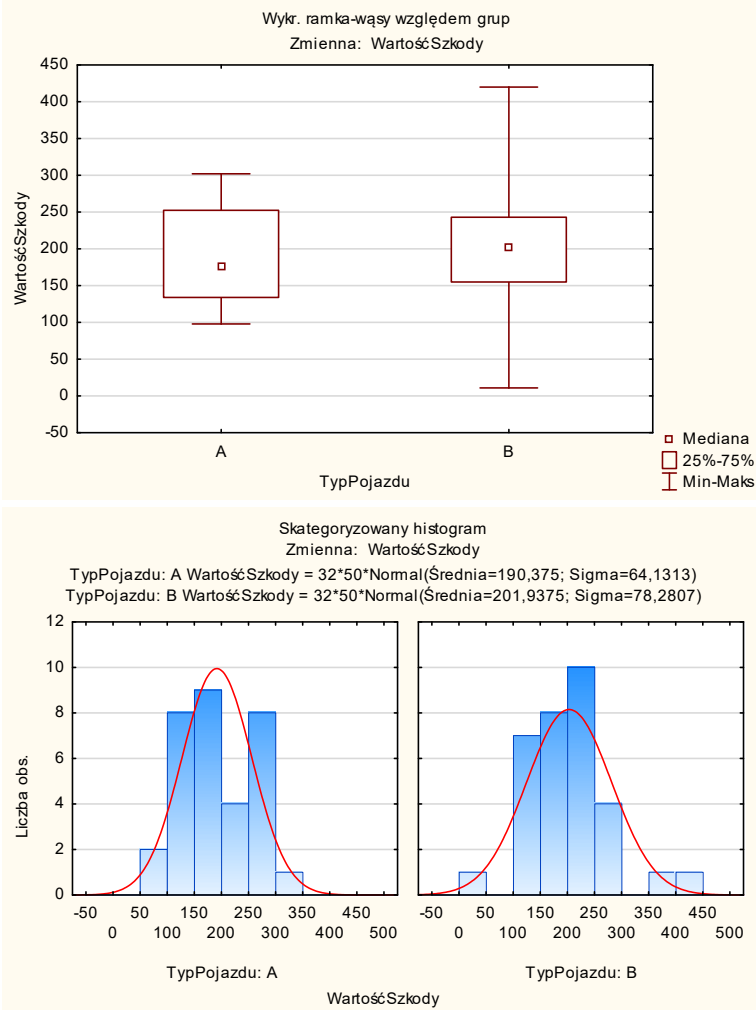 Wykr. ramka-wąsy względem grup
Zmienna: WartośćSzkody
450
400
350
300
250
200
150
100
50
0
-50
WartośćSzkody
A B
TypPojazdu
Mediana
25%-75%
Min-Maks
Skategoryzowany histogram
Zmienna: WartośćSzkody
TypPojazdu: A WartośćSzkody = 32*50*Normal(Średnia=190,375; Sigma=64,1313)
TypPojazdu: B WartośćSzkody = 32*50*Normal(Średnia=201,9375; Sigma=78,2807)
12
10
8
6
4
2
0
Liczba obs.
-50 50 150 250 350 450
0 100 200 300 400 500
TypPojazdu: A
-50 50 150 250 350 450
0 100 200 300 400 500
TypPojazdu: B
WartośćSzkody